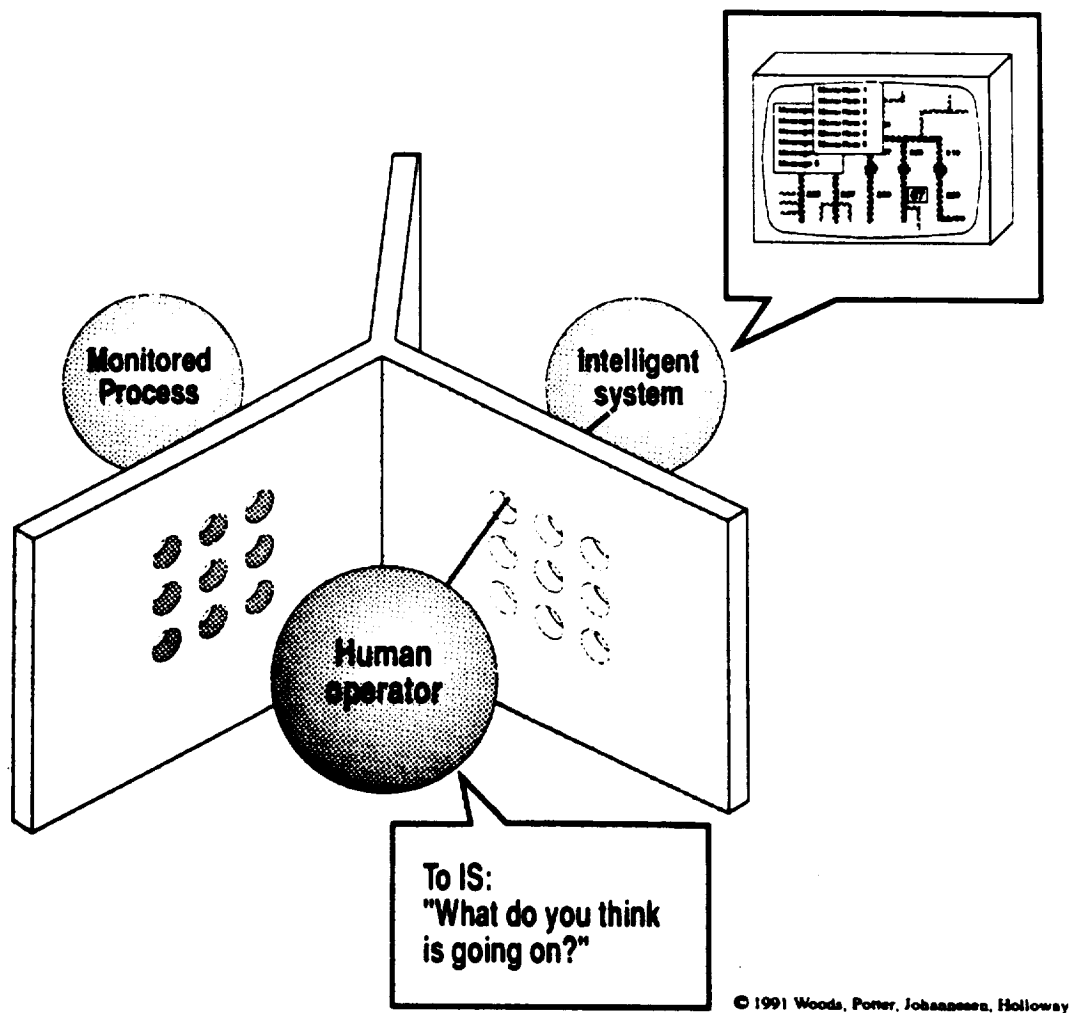 Monitored
Process
Intelligent
system
Human
operator
To IS:
"What do you think
is going on?"
© 1991 Woods, Potter, Johannesen, Holloway